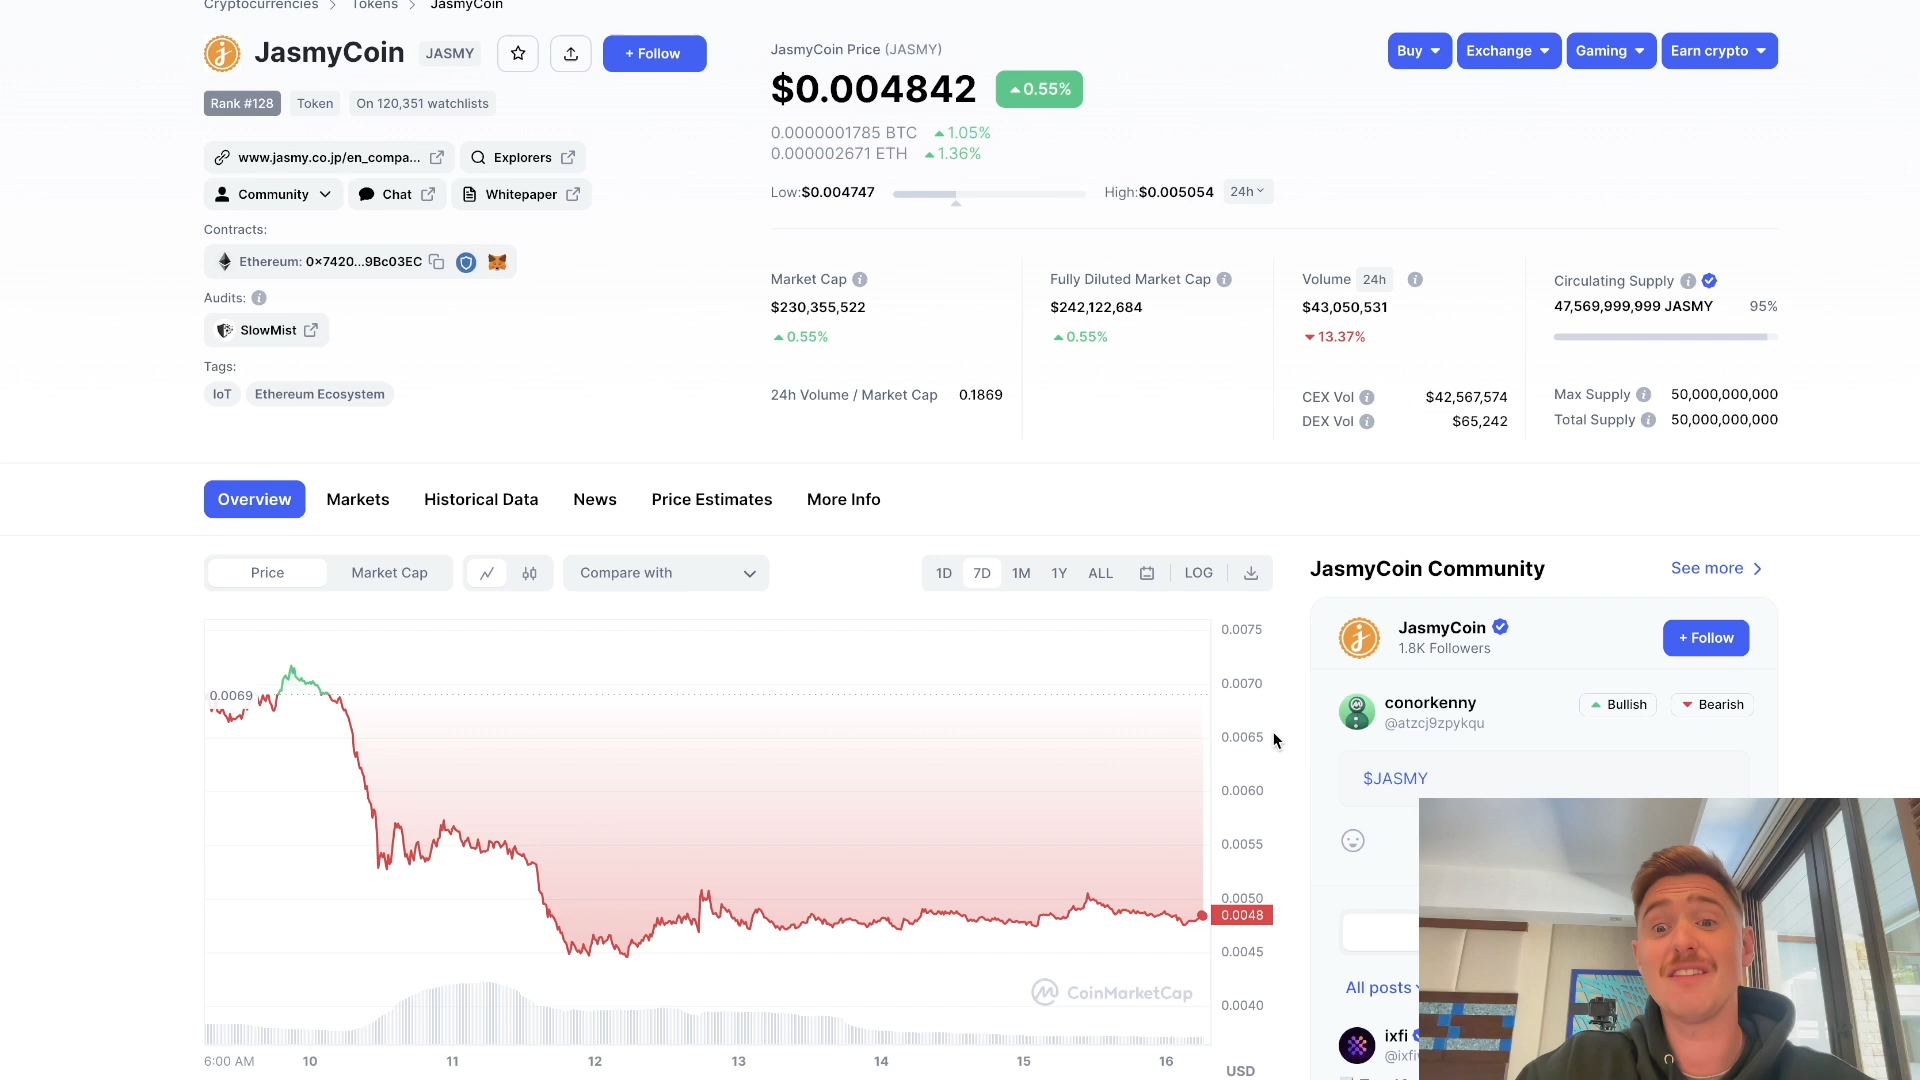 Cryptocurrencies > Tokens > JasmyCoin
JasmyCoin JASMY + Follow
Rank #128 Token On 120,351 watchlists
www.jasmy.co.jp/en_compa... Explorers
Community Chat Whitepaper
Contracts:
Ethereum: 0x7420...9Bc03EC
Audits:
SlowMist
Tags:
IoT Ethereum Ecosystem
JasmyCoin Price (JASMY)
$0.004842 0.55%
0.0000001785 BTC 1.05%
0.000002671 ETH 1.36%
Low:$0.004747 High:$0.005054 24h
Buy Exchange Gaming Earn crypto
Market Cap
$230,355,522
0.55%
24h Volume / Market Cap 0.1869
Fully Diluted Market Cap
$242,122,684
0.55%
Volume 24h
$43,050,531
13.37%
CEX Vol $42,567,574
DEX Vol $65,242
Circulating Supply
47,569,999,999 JASMY 95%
Max Supply 50,000,000,000
Total Supply 50,000,000,000
Overview Markets Historical Data News Price Estimates More Info
Price Market Cap Compare with 1D 7D 1M 1Y ALL LOG
0.0075
0.0070
0.0069
0.0065
0.0060
0.0055
0.0050
0.0048
0.0045
0.0040
CoinMarketCap
6:00 AM 10 11 12 13 14 15 16
USD
JasmyCoin Community See more >
JasmyCoin
1.8K Followers
+ Follow
conorkenny
@atzcj9zpykqu
Bullish Bearish
$JASMY
All posts
ixfi